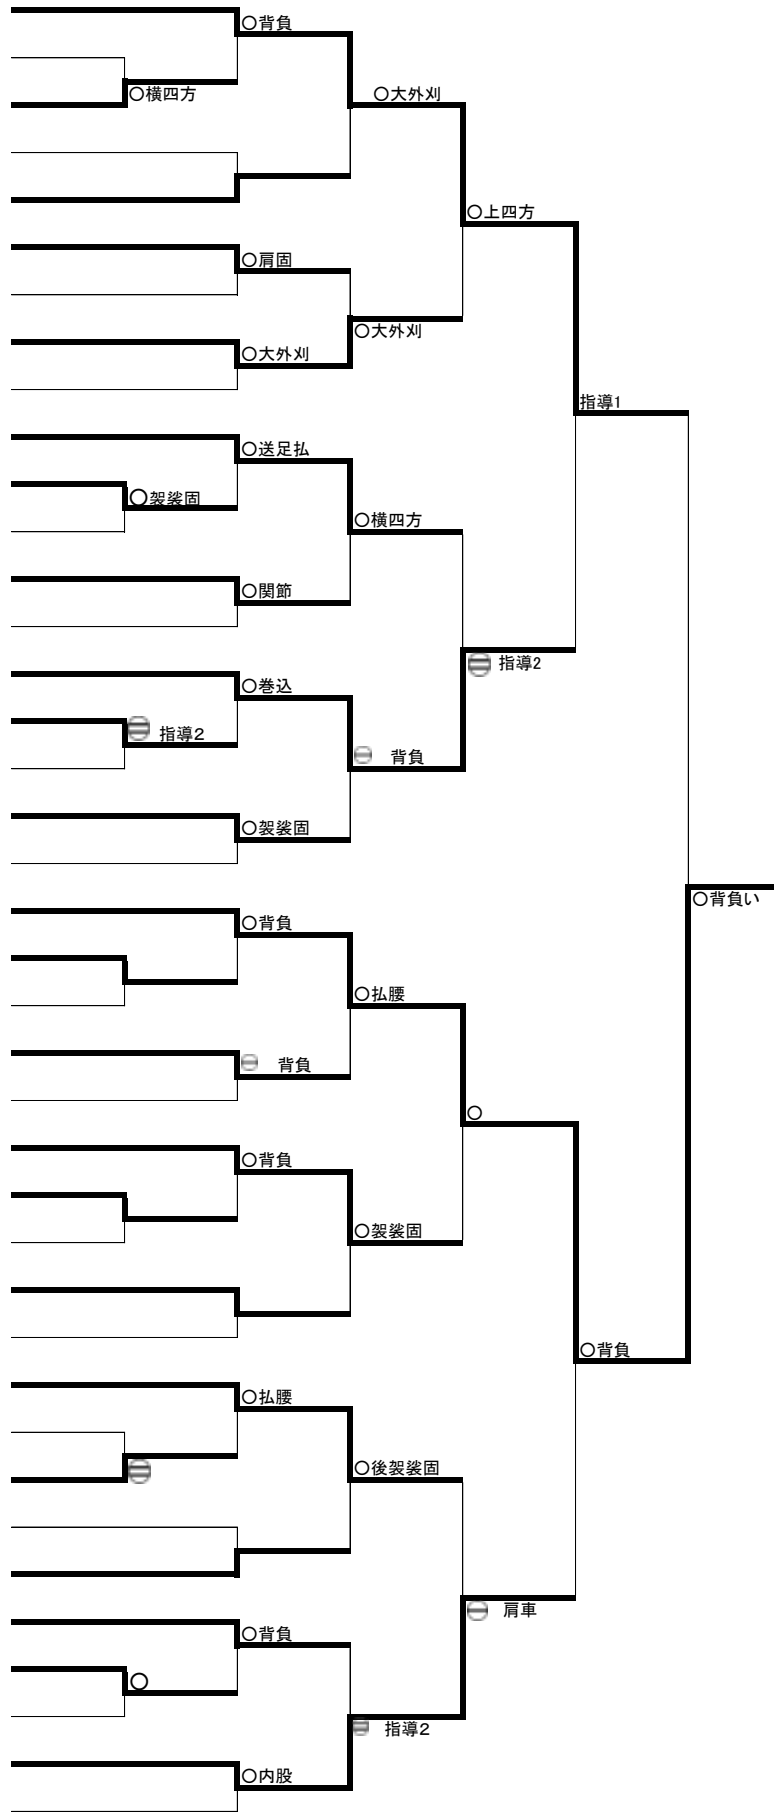 ○背負
○横四方
○大外刈
○上四方
○肩固
○大外刈
○大外刈
指導1
○送足払
○袈裟固
○横四方
○関節
指導2
○巻込
指導２
背負
○袈裟固
○背負い
○背負
○払腰
背負
○
○背負
○袈裟固
○背負
○払腰
○後袈裟固
肩車
○背負
○
指導２
○内股